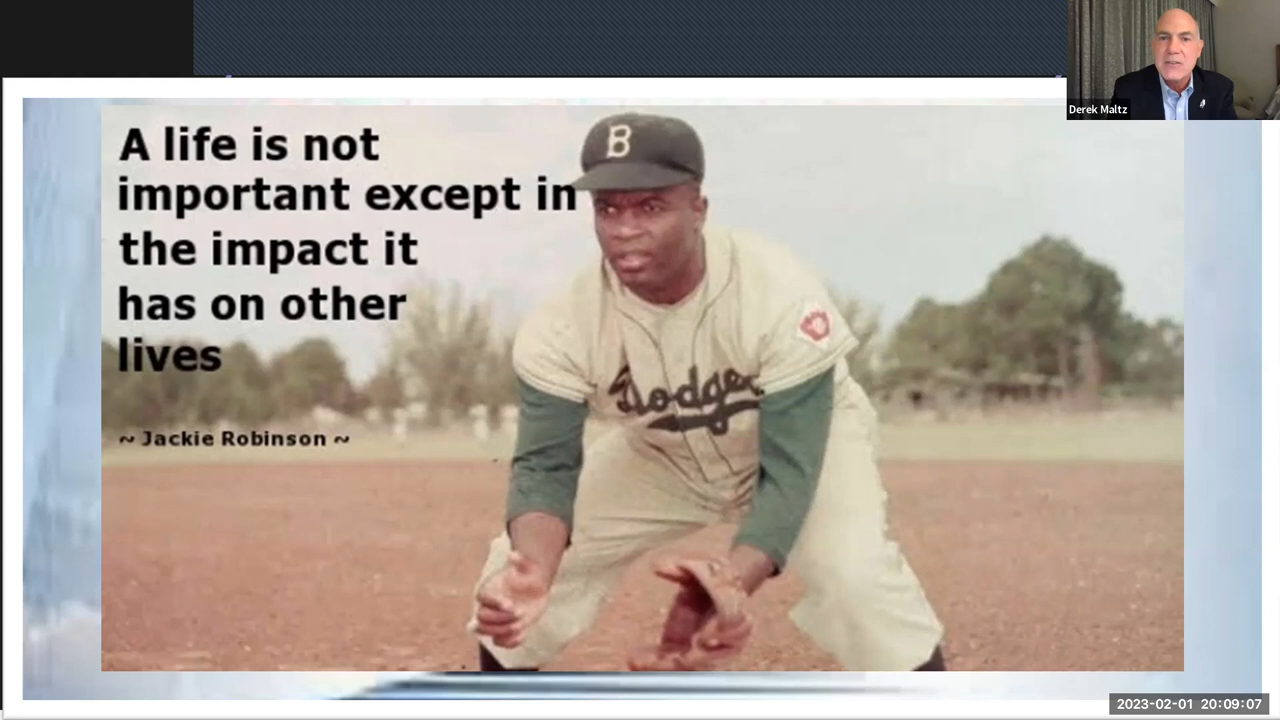 Derek Maltz
A life is not
important except in
the impact it
has on other
lives
~ Jackie Robinson ~
B
Dodgers
2023-02-01 20:09:07